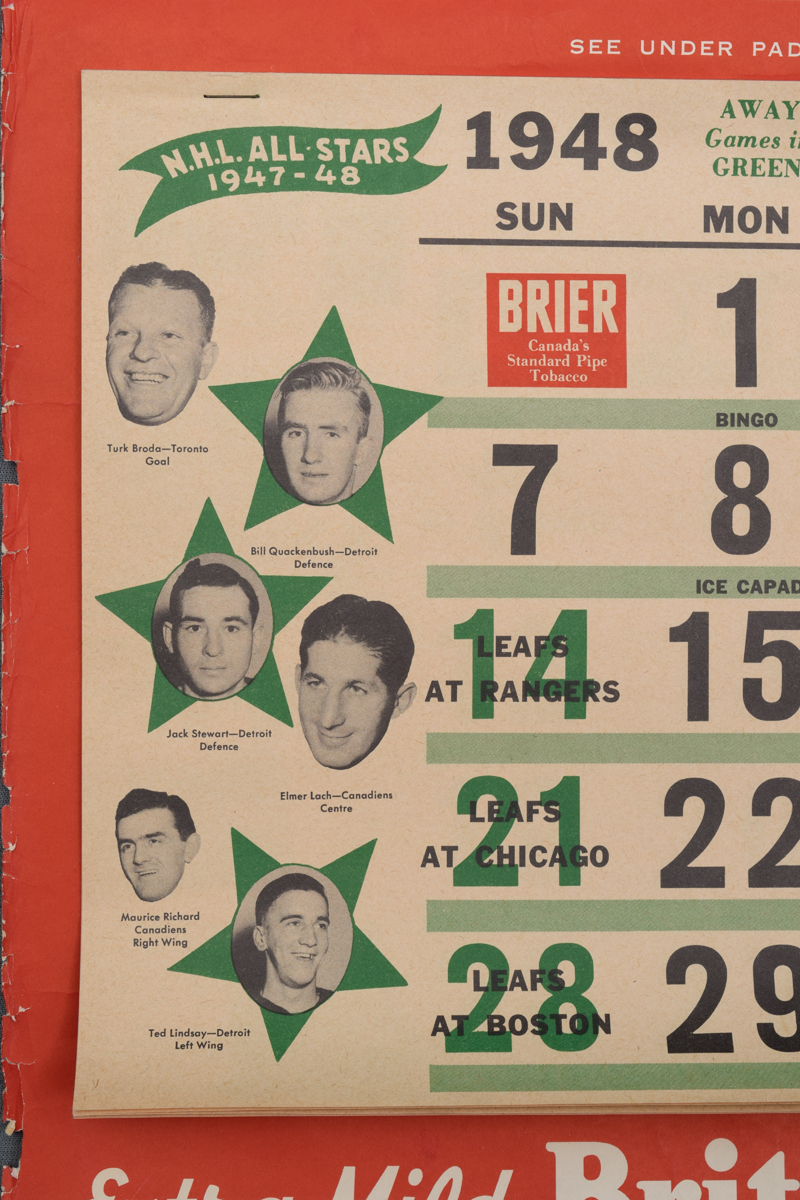 SEE UNDER PAD
N.H.L. ALL-STARS
1947-48
1948
AWAY
Games i
GREEN
SUN MON
BRIER
Canada's
Standard Pipe
Tobacco
1
BINGO
7 8
ICE CAPAD
14 15
LEAFS
AT RANGERS
21 22
LEAFS
AT CHICAGO
28 29
LEAFS
AT BOSTON
Turk Broda—Toronto
Goal
Bill Quackenbush—Detroit
Defence
Jack Stewart—Detroit
Defence
Elmer Lach—Canadiens
Centre
Maurice Richard
Canadiens
Right Wing
Ted Lindsay—Detroit
Left Wing
Extra Mild Brit